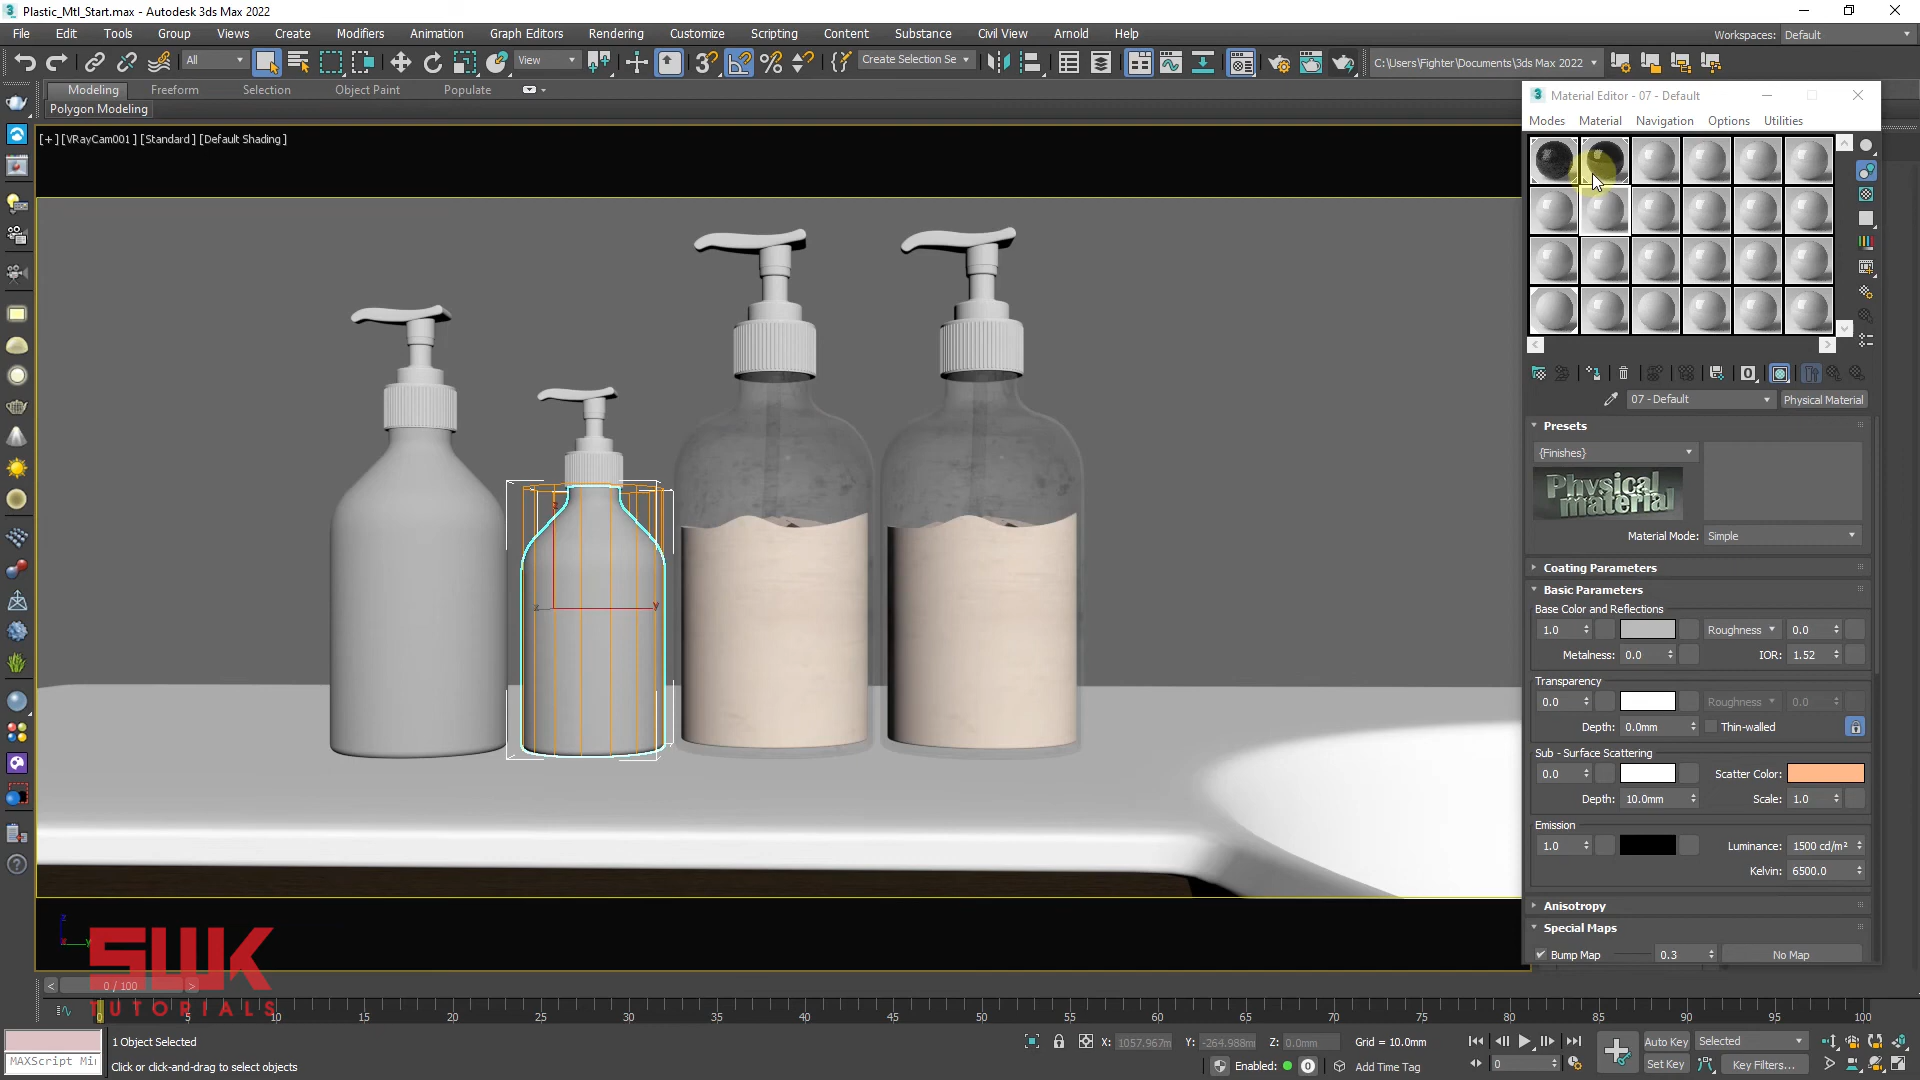 Plastic_Mtl_Start.max - Autodesk 3ds Max 2022
File Edit Tools Group Views Create Modifiers Animation Graph Editors Rendering Customize Scripting Content Substance Civil View Arnold Help
Workspaces: Default
All View Create Selection Se C:\Users\Fighter\Documents\3ds Max 2022
Modeling Freeform Selection Object Paint Populate
Polygon Modeling
[+] [VRayCam001] [Standard] [Default Shading]
Material Editor - 07 - Default
Modes Material Navigation Options Utilities
07 - Default Physical Material
Presets
{Finishes}
Physical material
Material Mode: Simple
Coating Parameters
Basic Parameters
Base Color and Reflections
1.0 Roughness 0.0
Metalness: 0.0 IOR: 1.52
Transparency
0.0 Roughness 0.0
Depth: 0.0mm Thin-walled
Sub - Surface Scattering
0.0 Scatter Color:
Depth: 10.0mm Scale: 1.0
Emission
1.0 Luminance: 1500 cd/m²
Kelvin: 6500.0
Anisotropy
Special Maps
Bump Map 0.3 No Map
z
y
z
SWK
TUTORIALS
< 0 / 100 >
0 5 10 20 25 30 35 40 45 50 55 60 65 70 75 80 85 90 95 100
1 Object Selected X: 1057.967m Y: -264.988m Z: 0.0mm Grid = 10.0mm Auto Key Selected
MAXScript Mi Click or click-and-drag to select objects Enabled: 0 Add Time Tag 0 Set Key Key Filters...